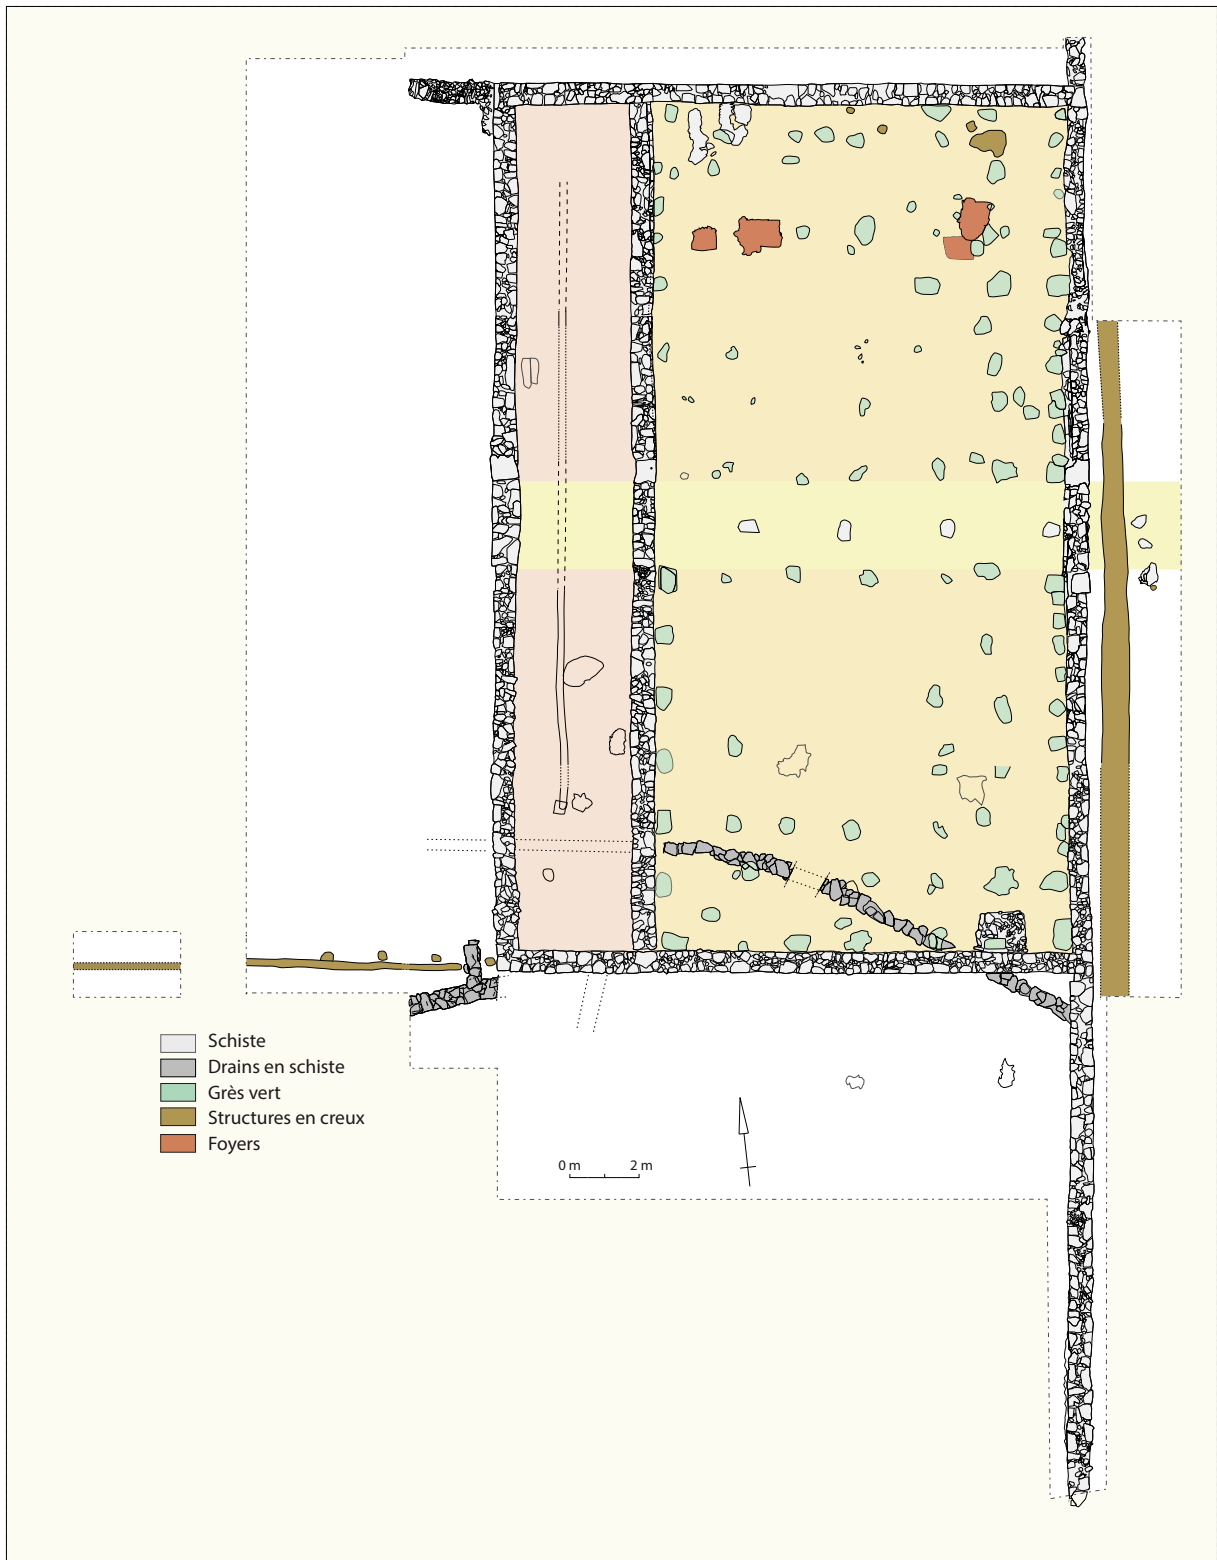 Schiste
Drains en schiste
Grès vert
Structures en creux
Foyers
0 m 2 m